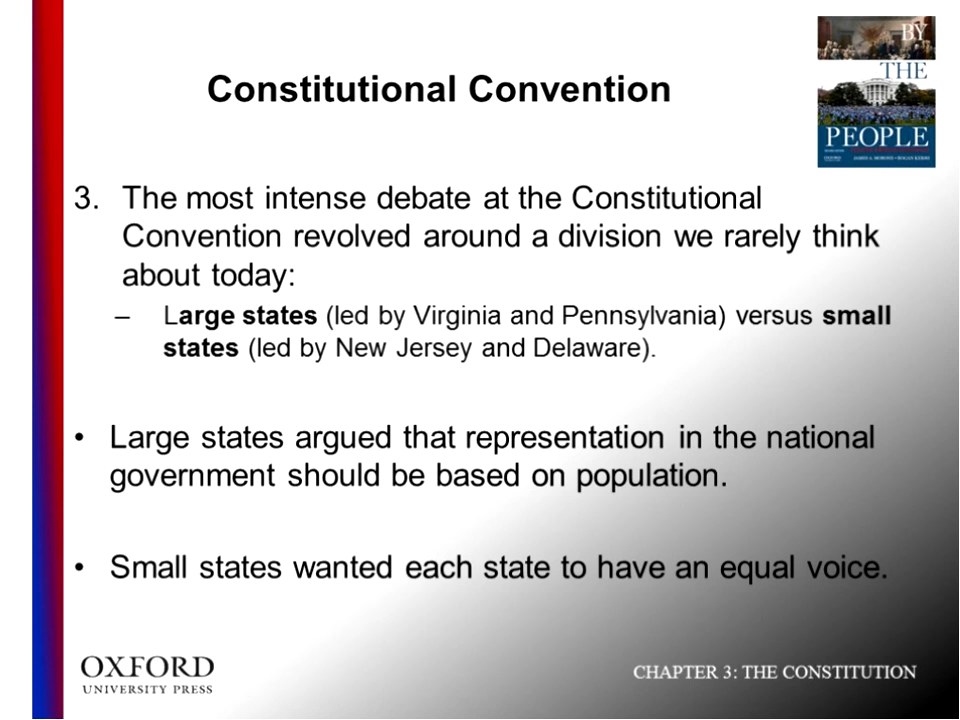 Constitutional Convention
BY
THE
PEOPLE
3. The most intense debate at the Constitutional
Convention revolved around a division we rarely think
about today:
– Large states (led by Virginia and Pennsylvania) versus small
states (led by New Jersey and Delaware).
• Large states argued that representation in the national
government should be based on population.
• Small states wanted each state to have an equal voice.
OXFORD
UNIVERSITY PRESS
CHAPTER 3: THE CONSTITUTION